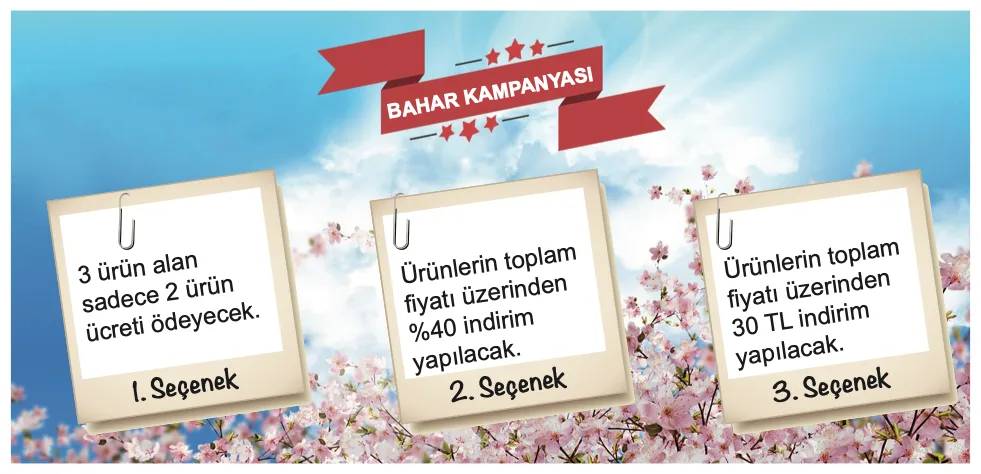 BAHAR KAMPANYASI
3 ürün alan
sadece 2 ürün
ücreti ödeyecek.
1. Seçenek
Ürünlerin toplam
fiyatı üzerinden
%40 indirim
yapılacak.
2. Seçenek
Ürünlerin toplam
fiyatı üzerinden
30 TL indirim
yapılacak.
3. Seçenek